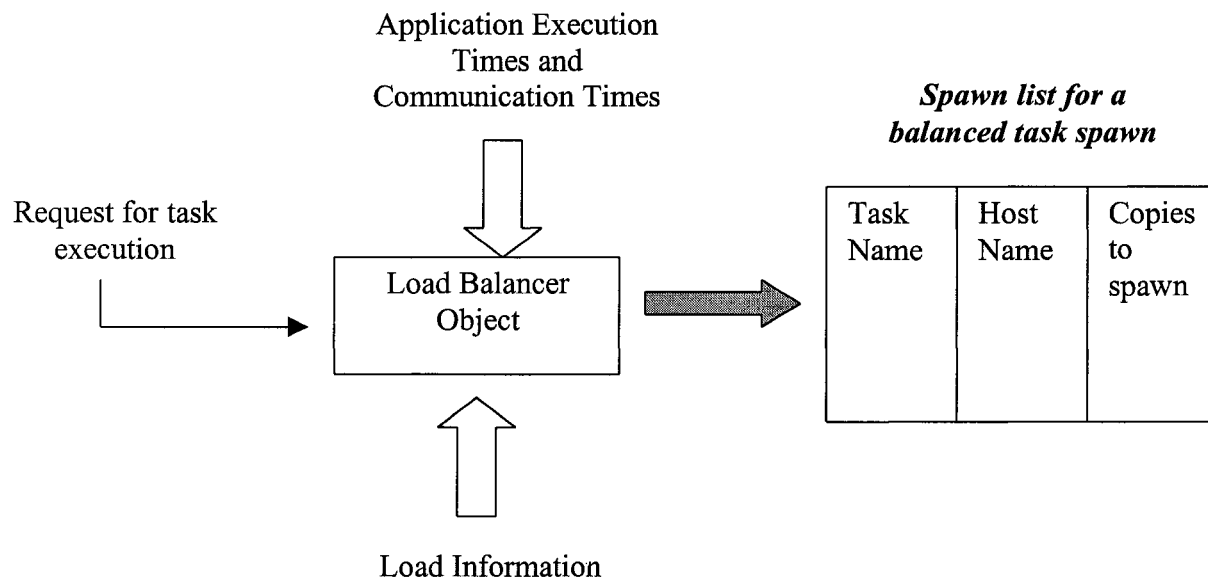 Application Execution
Times and
Communication Times
Spawn list for a
balanced task spawn
Request for task
execution
Load Balancer
Object
Task
Name
Host
Name
Copies
to
spawn
Load Information